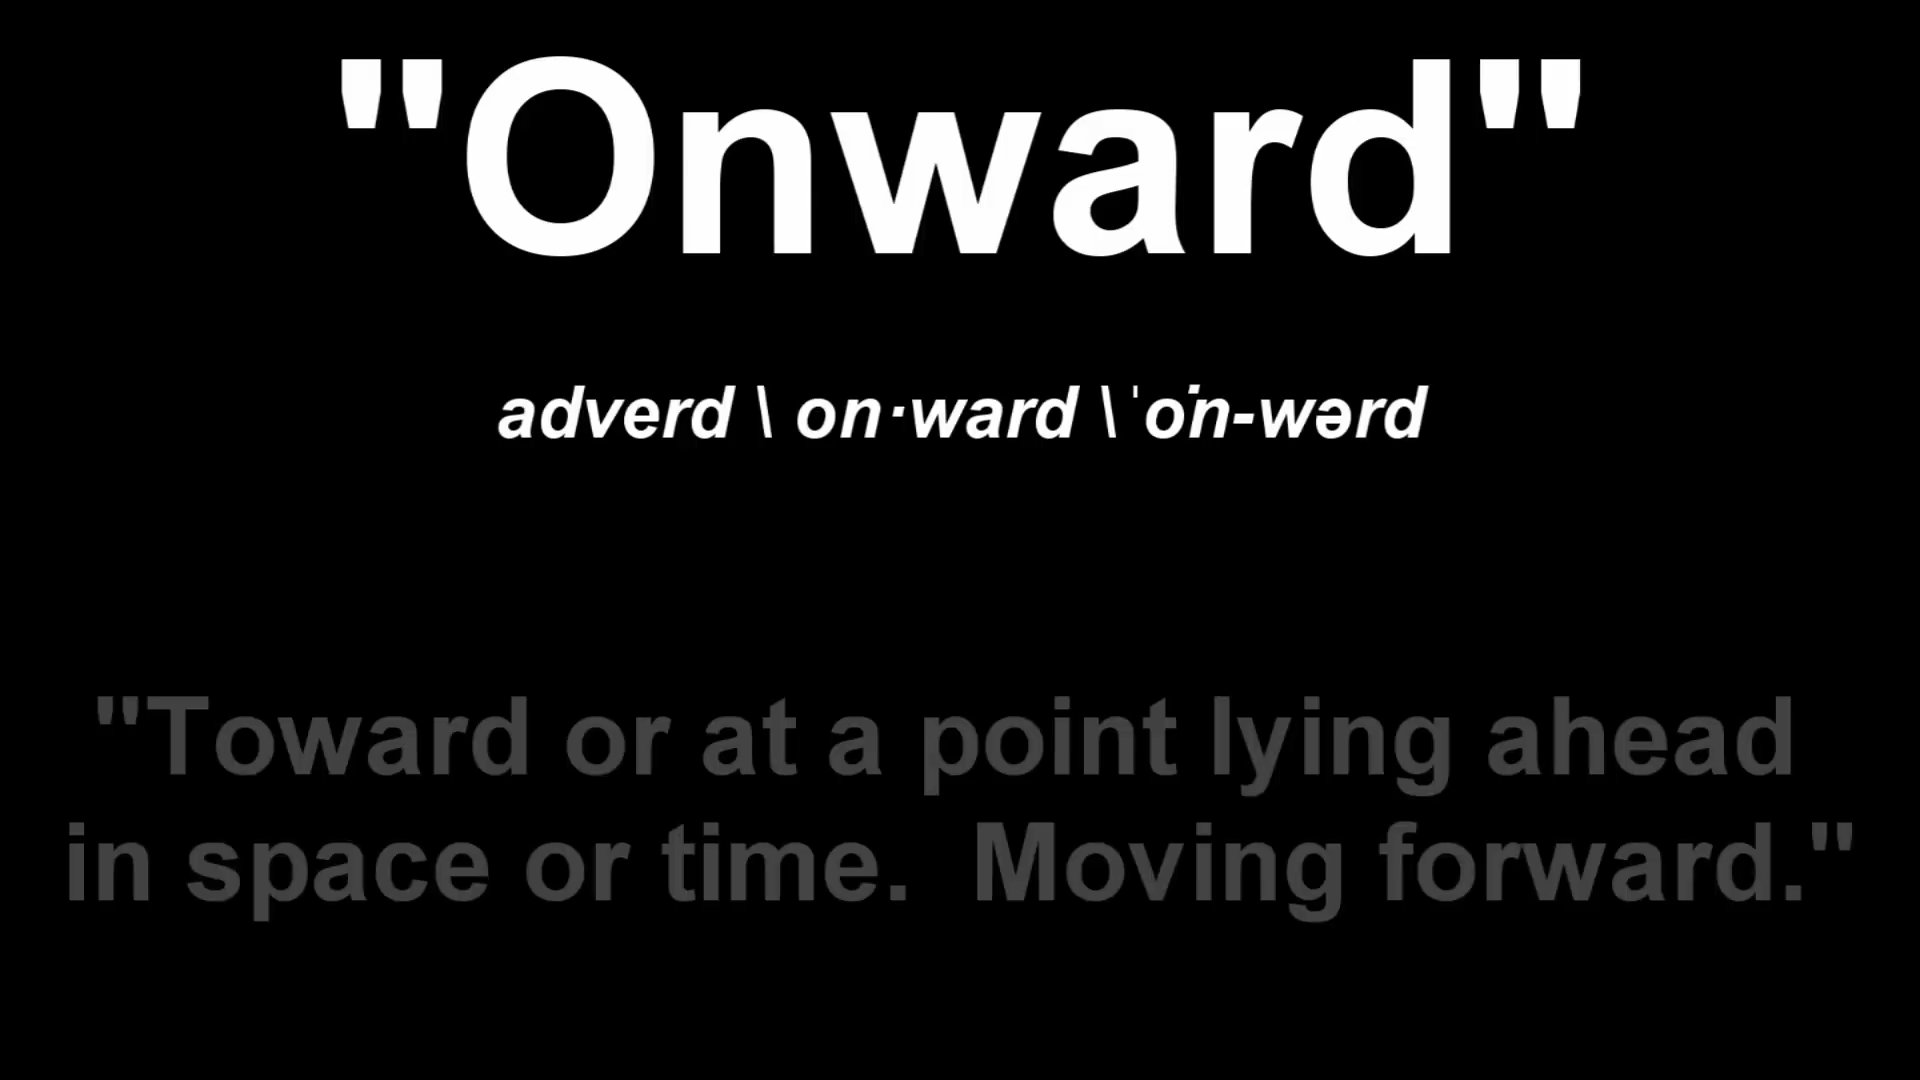 "Onward"
adverd \ on·ward \ ˈȯn-wərd
"Toward or at a point lying ahead
in space or time.  Moving forward."